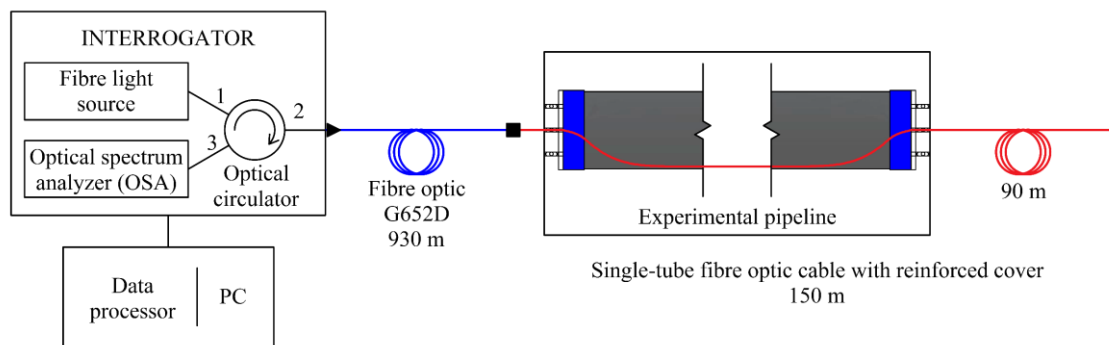 INTERROGATOR
Fibre light
source
1
2
3
Optical spectrum
analyzer (OSA)
Optical
circulator
Data
processor
PC
Fibre optic
G652D
930 m
Experimental pipeline
90 m
Single-tube fibre optic cable with reinforced cover
150 m